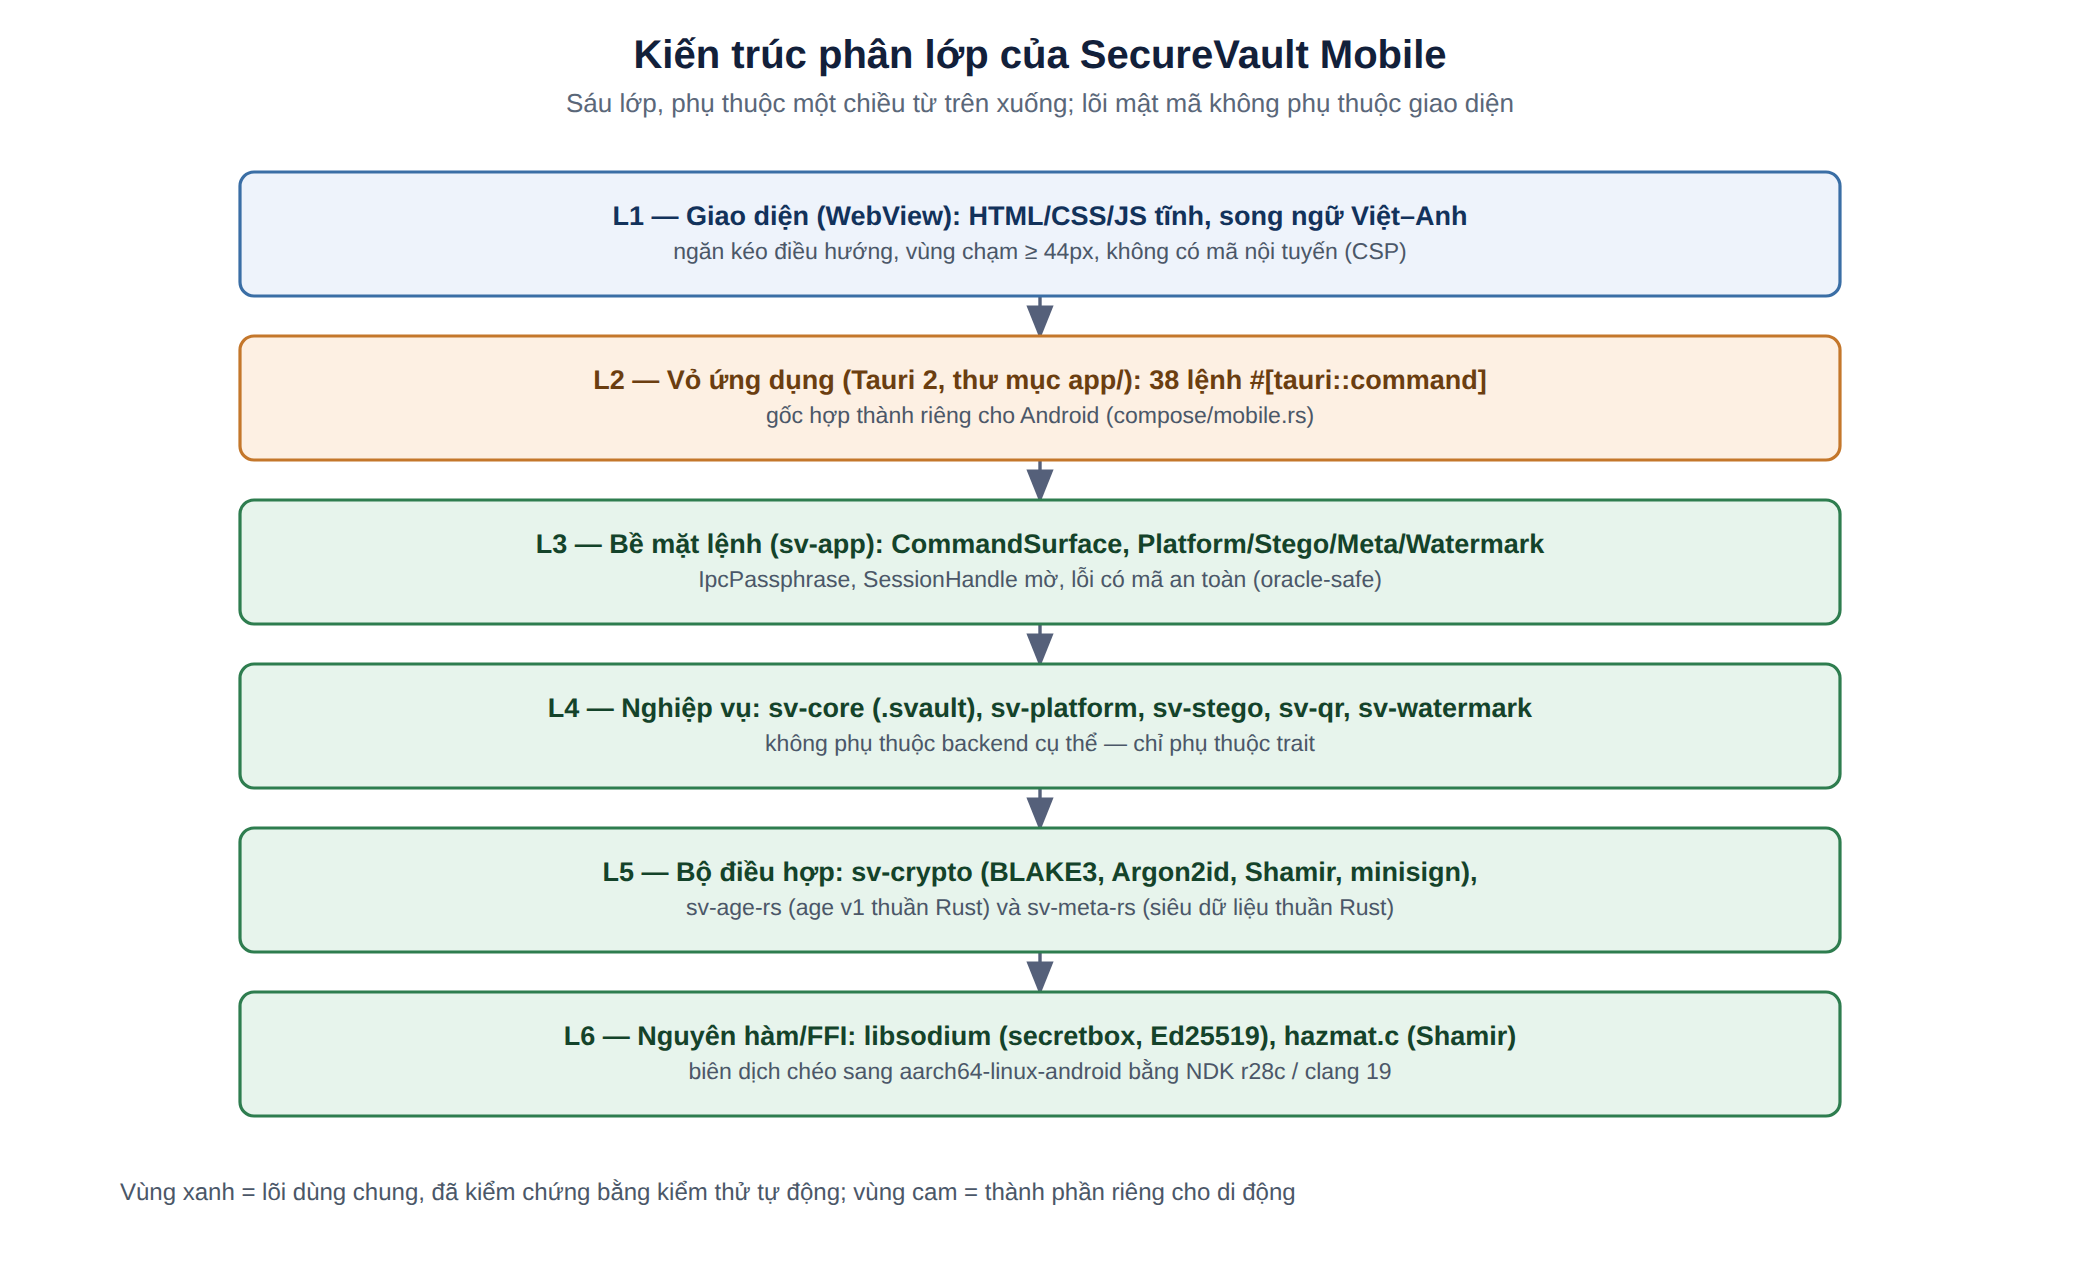 Kiến trúc phân lớp của SecureVault Mobile
Sáu lớp, phụ thuộc một chiều từ trên xuống; lõi mật mã không phụ thuộc giao diện
L1 — Giao diện (WebView): HTML/CSS/JS tĩnh, song ngữ Việt–Anh
ngăn kéo điều hướng, vùng chạm ≥ 44px, không có mã nội tuyến (CSP)
L2 — Vỏ ứng dụng (Tauri 2, thư mục app/): 38 lệnh #[tauri::command]
gốc hợp thành riêng cho Android (compose/mobile.rs)
L3 — Bề mặt lệnh (sv-app): CommandSurface, Platform/Stego/Meta/Watermark
IpcPassphrase, SessionHandle mờ, lỗi có mã an toàn (oracle-safe)
L4 — Nghiệp vụ: sv-core (.svault), sv-platform, sv-stego, sv-qr, sv-watermark
không phụ thuộc backend cụ thể — chỉ phụ thuộc trait
L5 — Bộ điều hợp: sv-crypto (BLAKE3, Argon2id, Shamir, minisign),
sv-age-rs (age v1 thuần Rust) và sv-meta-rs (siêu dữ liệu thuần Rust)
L6 — Nguyên hàm/FFI: libsodium (secretbox, Ed25519), hazmat.c (Shamir)
biên dịch chéo sang aarch64-linux-android bằng NDK r28c / clang 19
Vùng xanh = lõi dùng chung, đã kiểm chứng bằng kiểm thử tự động; vùng cam = thành phần riêng cho di động